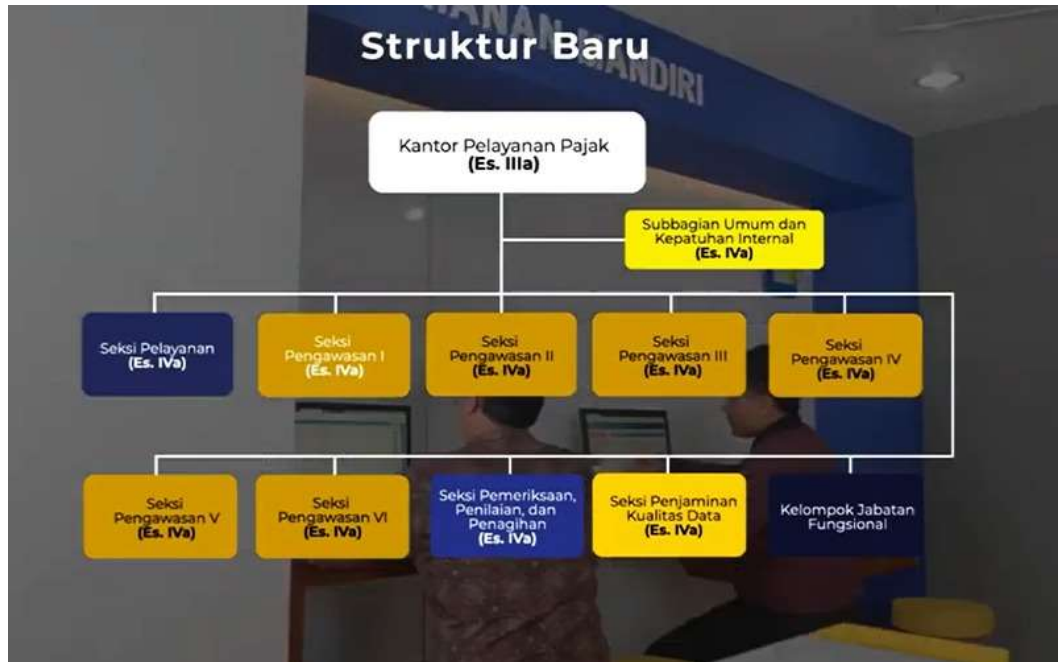 Struktur Baru
ANAN MANDIRI
Kantor Pelayanan Pajak
(Es. IIIa)
Subbagian Umum dan
Kepatuhan Internal
(Es. IVa)
Seksi Pelayanan
(Es. IVa)
Seksi
Pengawasan I
(Es. IVa)
Seksi
Pengawasan II
(Es. IVa)
Seksi
Pengawasan III
(Es. IVa)
Seksi
Pengawasan IV
(Es. IVa)
Seksi
Pengawasan V
(Es. IVa)
Seksi
Pengawasan VI
(Es. IVa)
Seksi Pemeriksaan,
Penilaian, dan
Penagihan
(Es. IVa)
Seksi Penjaminan
Kualitas Data
(Es. IVa)
Kelompok Jabatan
Fungsional